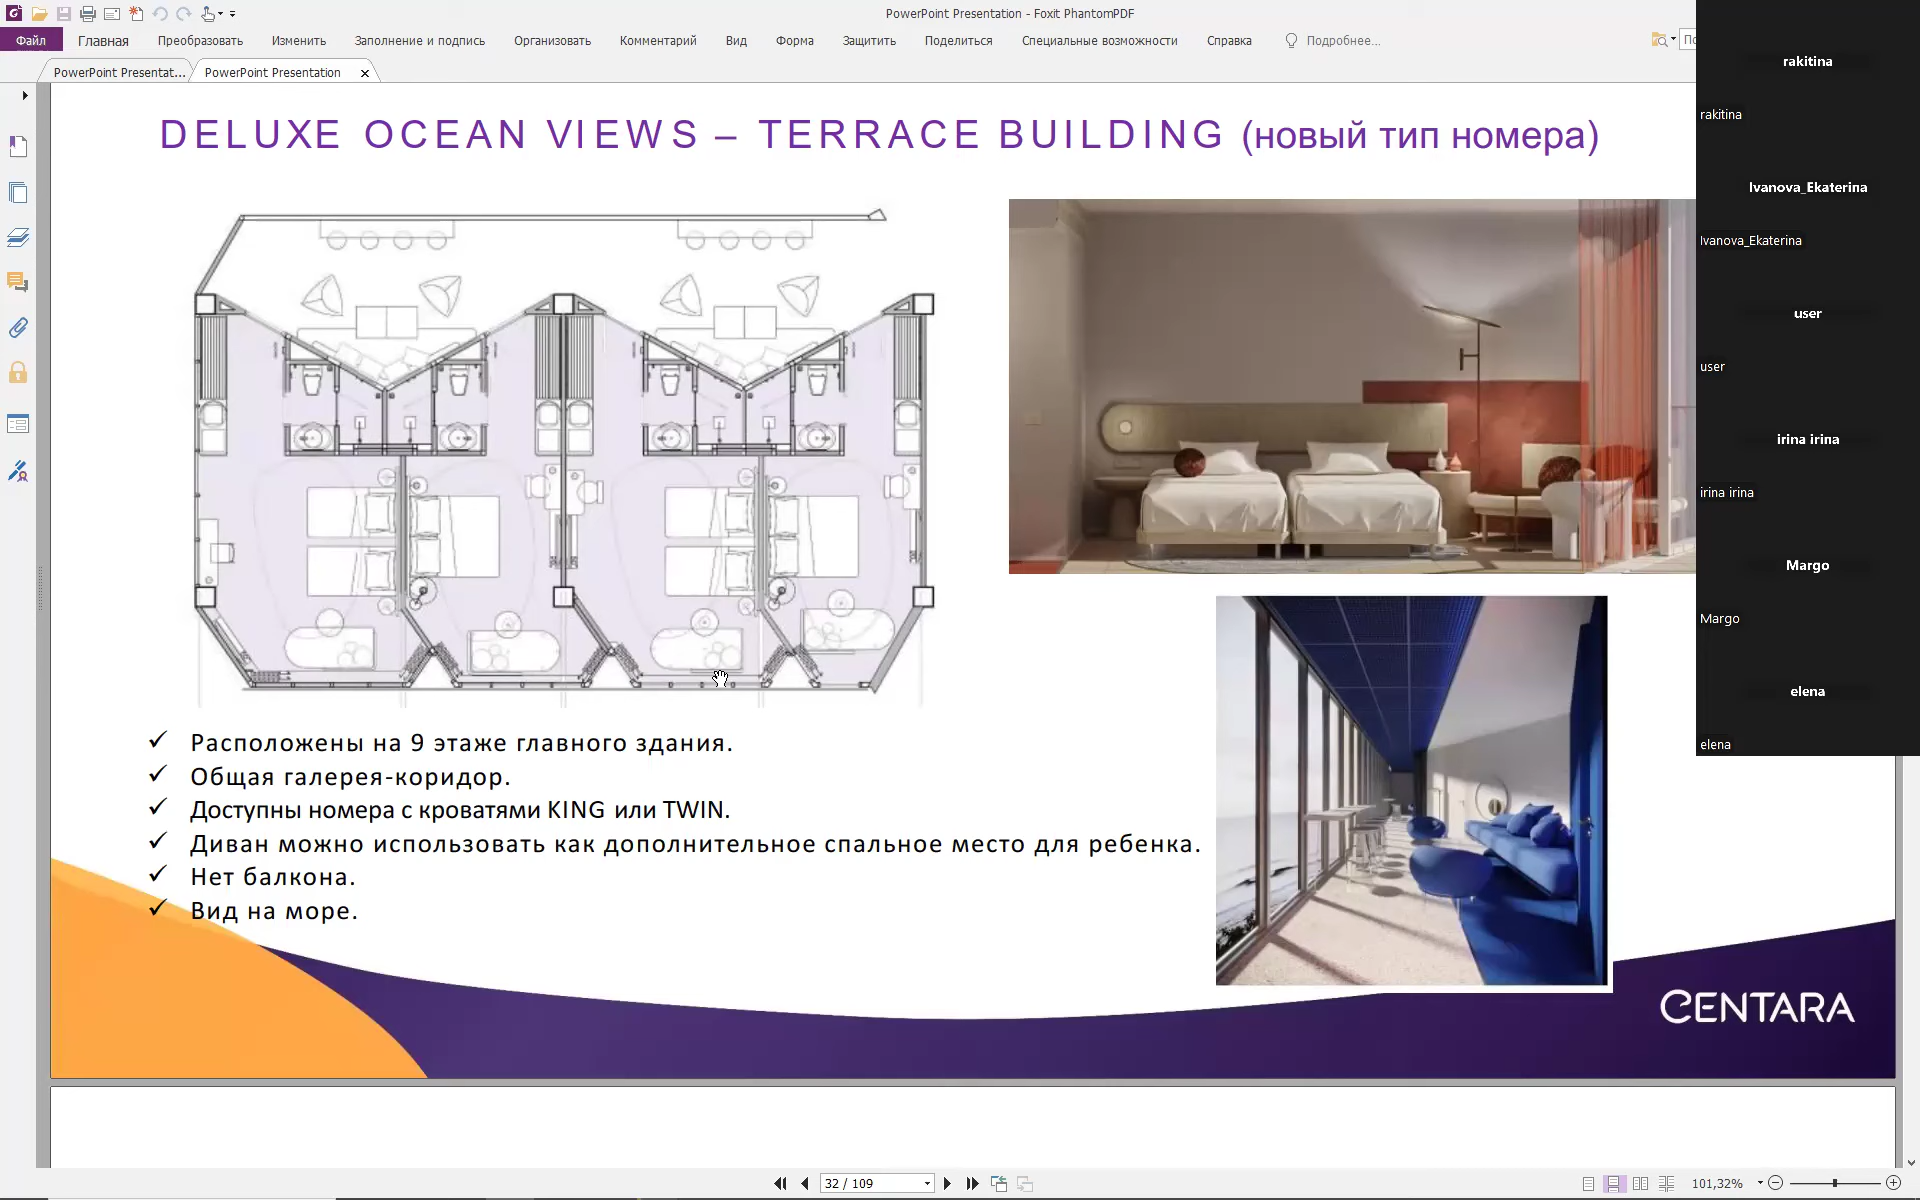 PowerPoint Presentation - Foxit PhantomPDF
Файл Главная Преобразовать Изменить Заполнение и подпись Организовать Комментарий Вид Форма Защитить Поделиться Специальные возможности Справка Подробнее...
PowerPoint Presentat... PowerPoint Presentation
DELUXE OCEAN VIEWS – TERRACE BUILDING (новый тип номера)
Расположены на 9 этаже главного здания.
Общая галерея-коридор.
Доступны номера с кроватями KING или TWIN.
Диван можно использовать как дополнительное спальное место для ребенка.
Нет балкона.
Вид на море.
CENTARA
rakitina
rakitina
Ivanova_Ekaterina
Ivanova_Ekaterina
user
user
irina irina
irina irina
Margo
Margo
elena
elena
32 / 109
101,32%